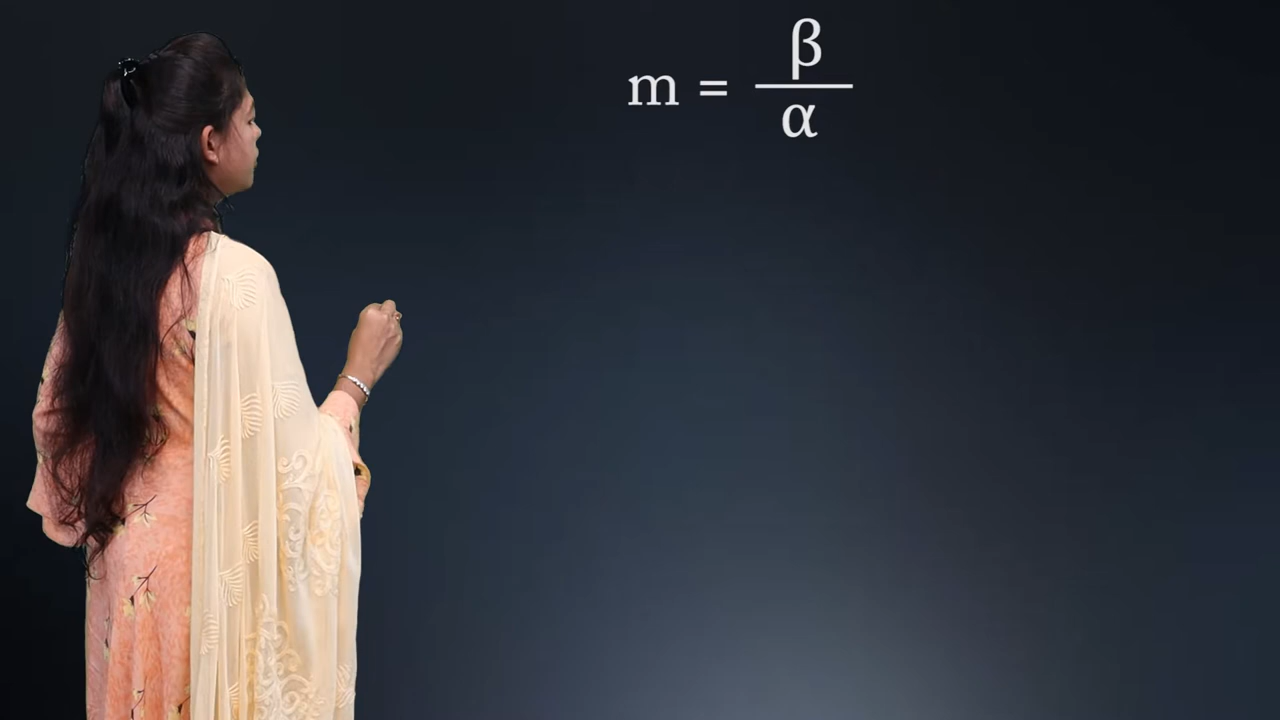 m = β/α